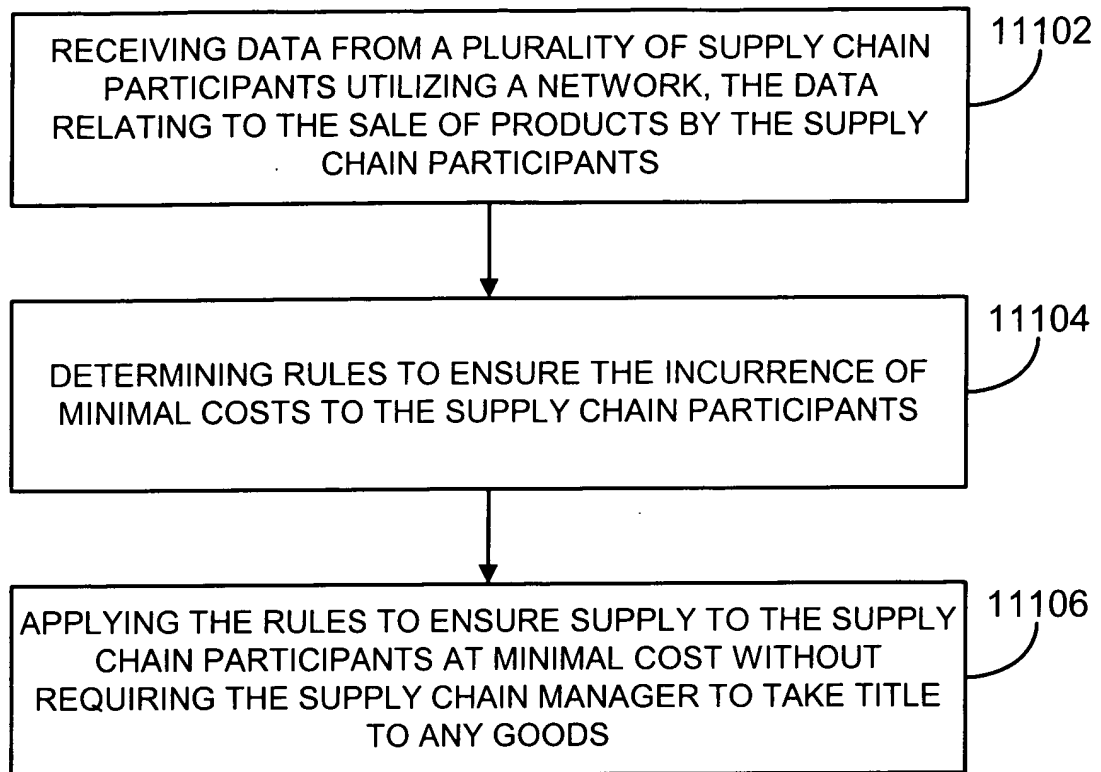 RECEIVING DATA FROM A PLURALITY OF SUPPLY CHAIN
PARTICIPANTS UTILIZING A NETWORK, THE DATA
RELATING TO THE SALE OF PRODUCTS BY THE SUPPLY
CHAIN PARTICIPANTS
11102
DETERMINING RULES TO ENSURE THE INCURRENCE OF
MINIMAL COSTS TO THE SUPPLY CHAIN PARTICIPANTS
11104
APPLYING THE RULES TO ENSURE SUPPLY TO THE SUPPLY
CHAIN PARTICIPANTS AT MINIMAL COST WITHOUT
REQUIRING THE SUPPLY CHAIN MANAGER TO TAKE TITLE
TO ANY GOODS
11106